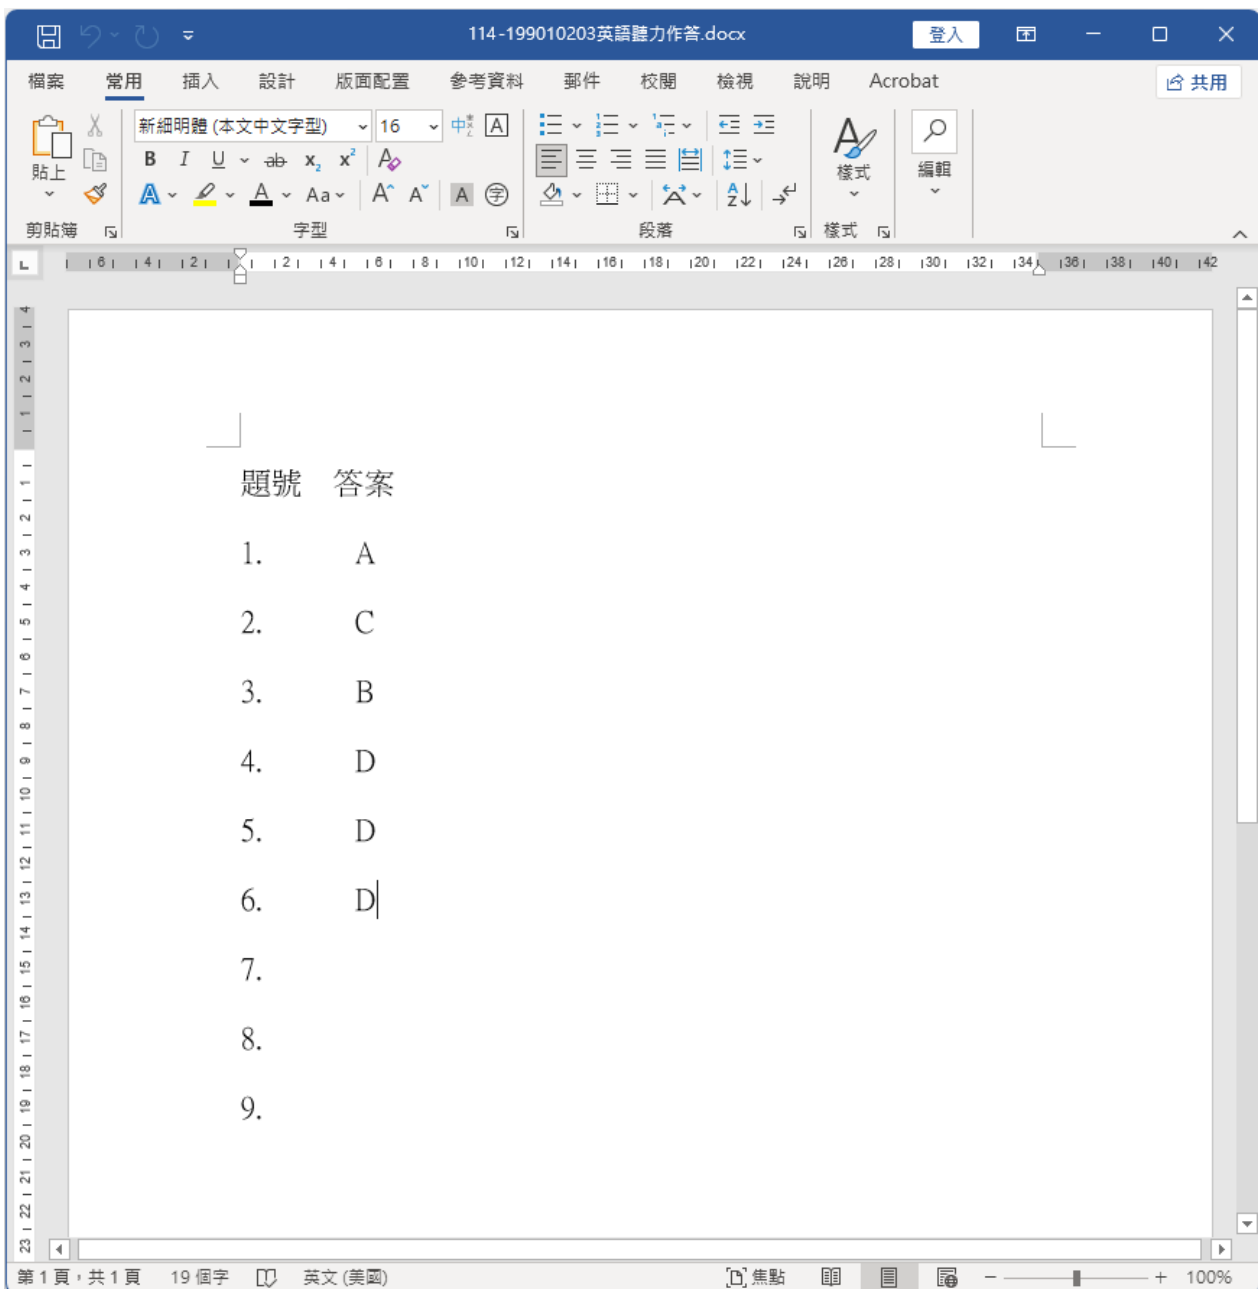 114-199010203英語聽力作答.docx 登入
檔案 常用 插入 設計 版面配置 參考資料 郵件 校閱 檢視 說明 Acrobat 共用
新細明體 (本文中文字型) 16
貼上 樣式 編輯
剪貼簿 字型 段落 樣式
題號 答案
1. A
2. C
3. B
4. D
5. D
6. D
7.
8.
9.
第 1 頁，共 1 頁 19 個字 英文 (美國) 焦點 100%